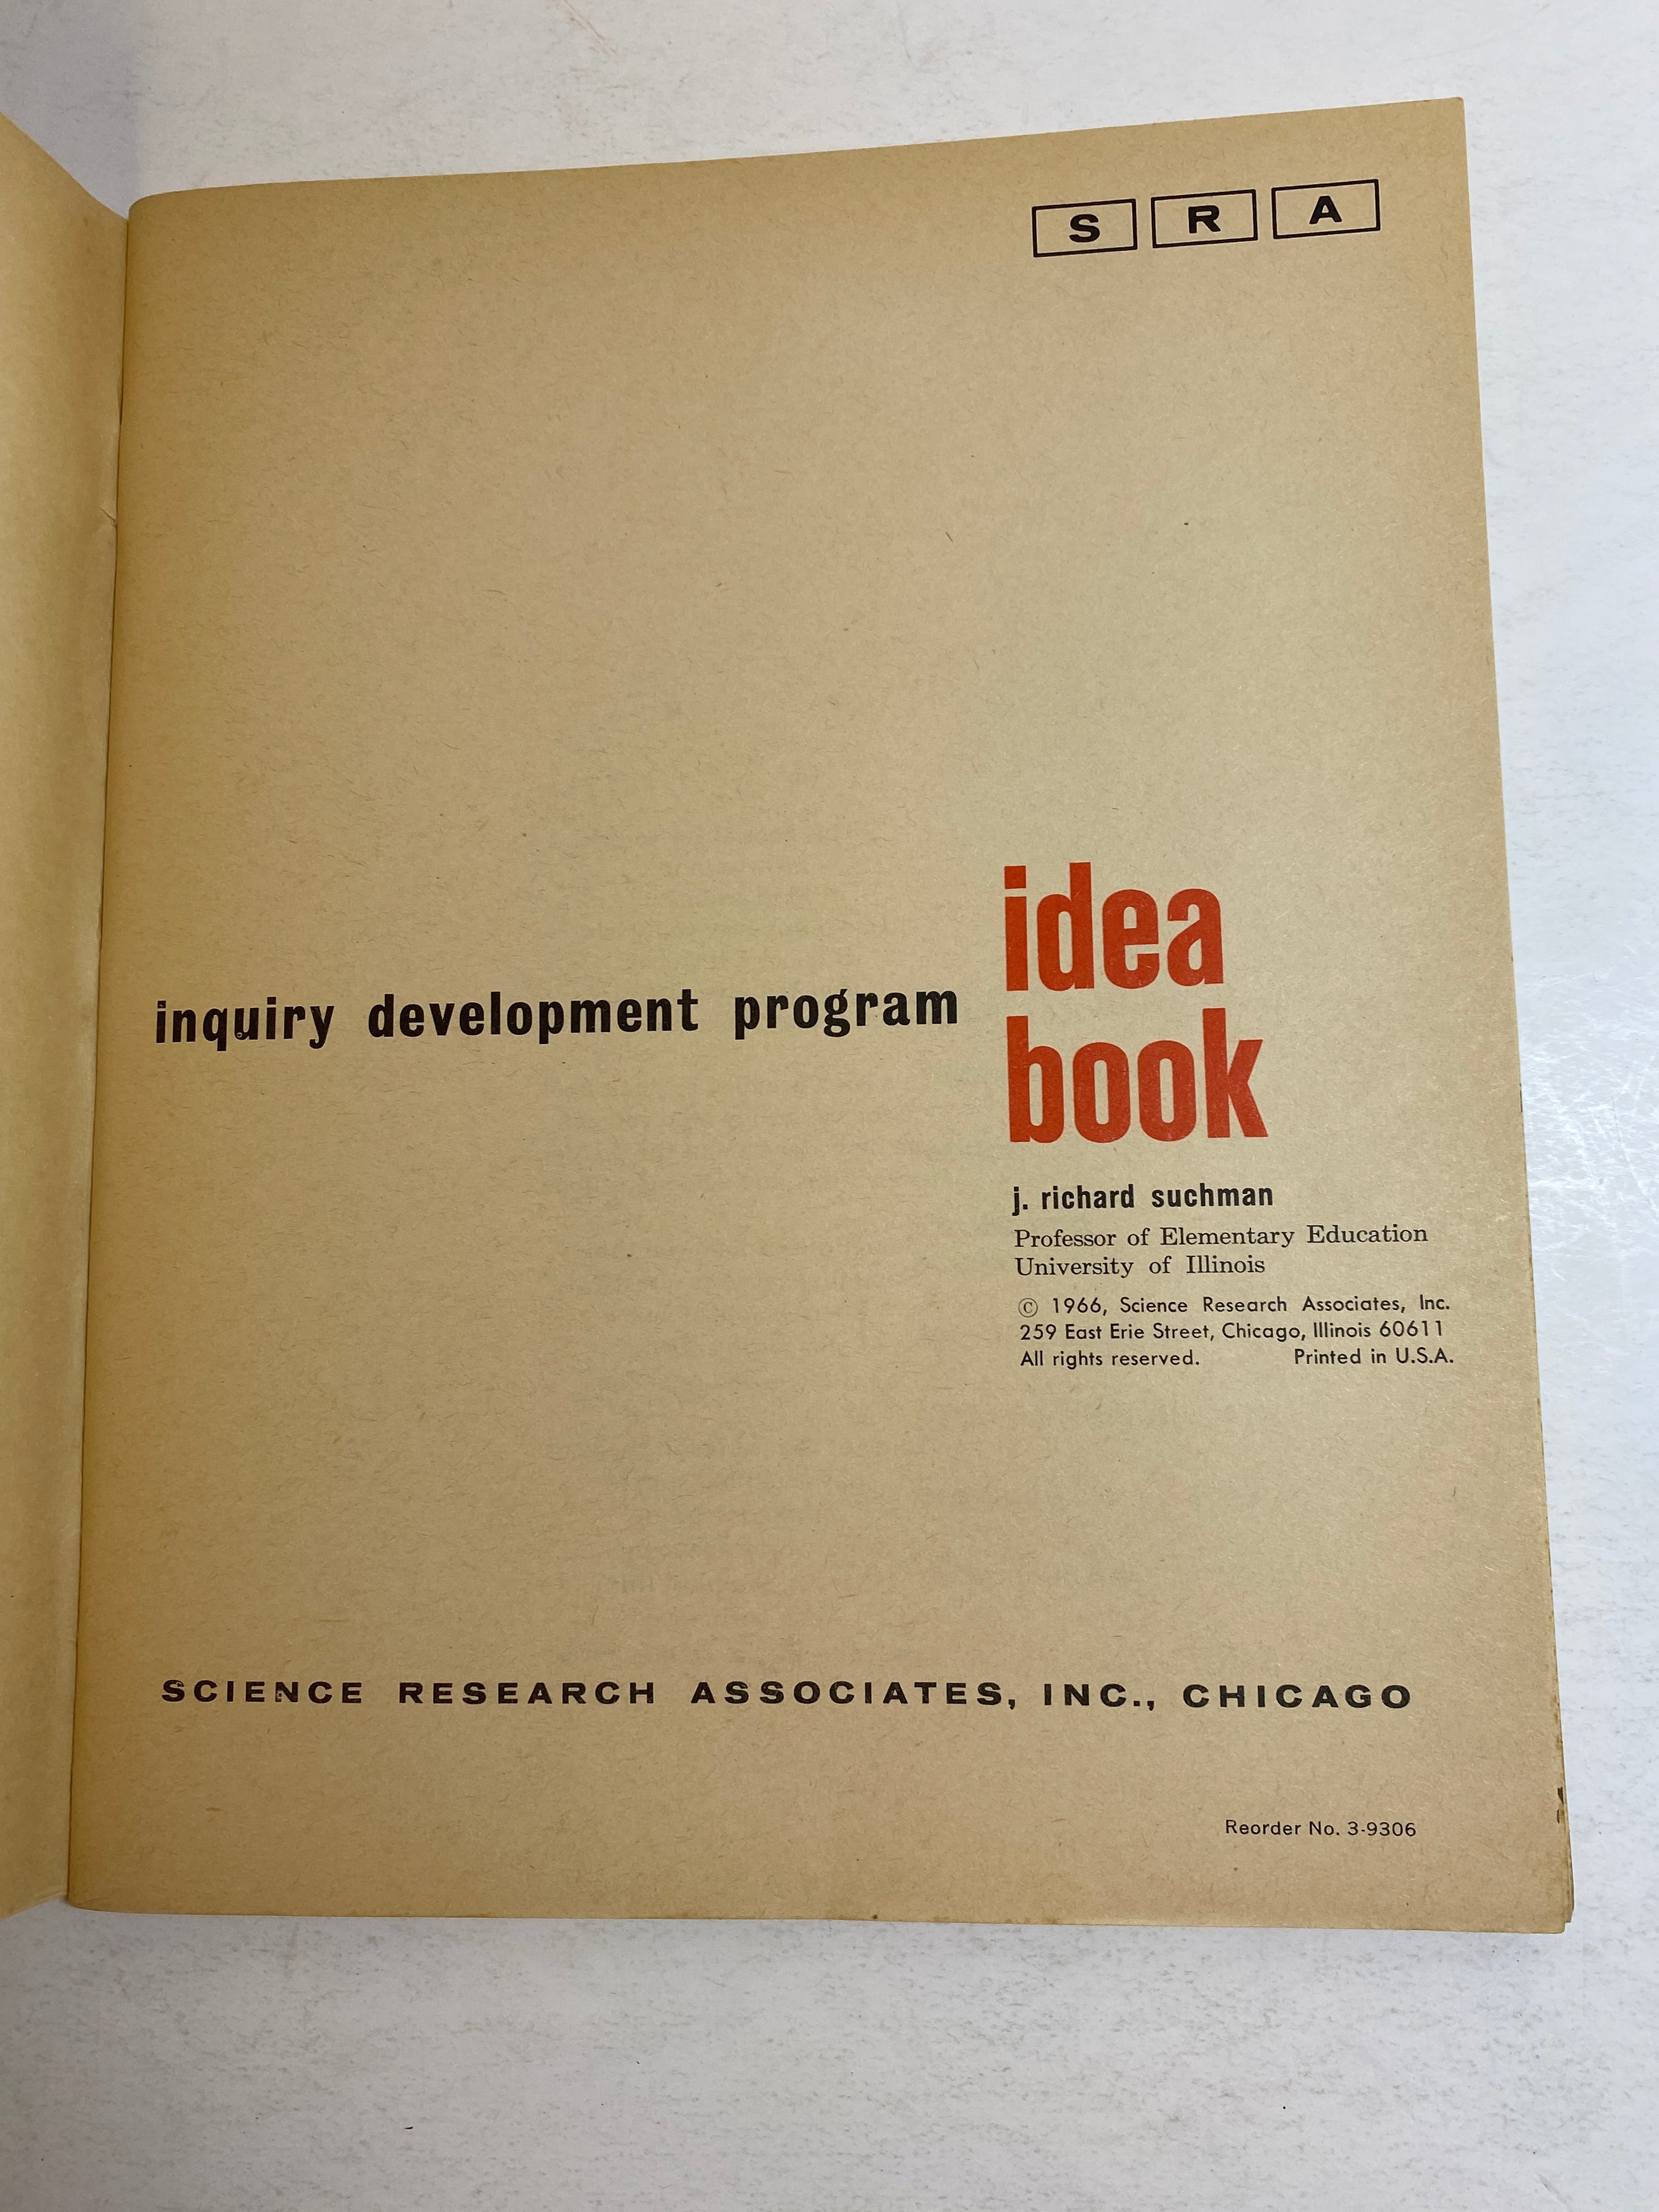 S R A
idea
book
inquiry development program
j. richard suchman
Professor of Elementary Education
University of Illinois
© 1966, Science Research Associates, Inc.
259 East Erie Street, Chicago, Illinois 60611
All rights reserved. Printed in U.S.A.
SCIENCE RESEARCH ASSOCIATES, INC., CHICAGO
Reorder No. 3-9306